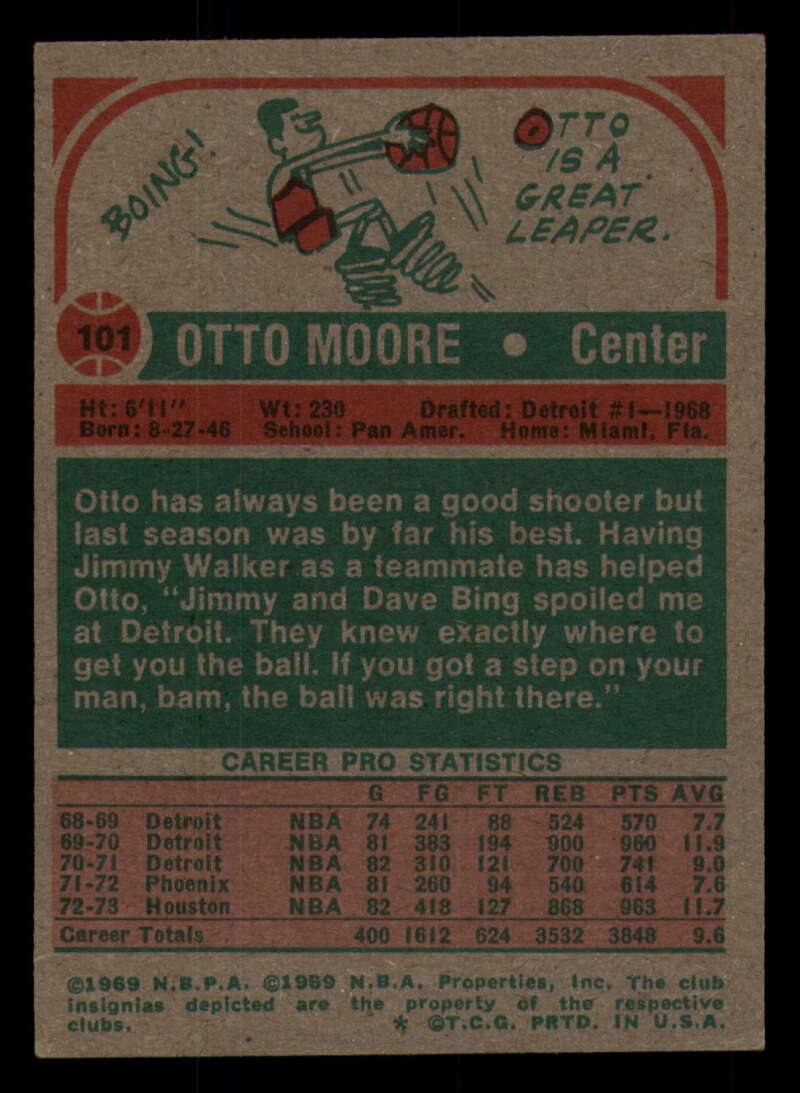 BOING!
OTTO
IS A
GREAT
LEAPER.
101 OTTO MOORE • Center
Ht: 6'11" Wt: 230 Drafted: Detroit #1—1968
Born: 8-27-46 School: Pan Amer. Home: Miami, Fla.
Otto has always been a good shooter but
last season was by far his best. Having
Jimmy Walker as a teammate has helped
Otto, "Jimmy and Dave Bing spoiled me
at Detroit. They knew exactly where to
get you the ball. If you got a step on your
man, bam, the ball was right there."
CAREER PRO STATISTICS
G FG FT REB PTS AVG
68-69 Detroit NBA 74 241 88 524 570 7.7
69-70 Detroit NBA 81 383 194 900 960 11.9
70-71 Detroit NBA 82 310 121 700 741 9.0
71-72 Phoenix NBA 81 260 94 540 614 7.6
72-73 Houston NBA 82 418 127 868 963 11.7
Career Totals 400 1612 624 3532 3848 9.6
©1969 N.B.P.A. ©1969 N.B.A. Properties, Inc. The club
insignias depicted are the property of the respective
clubs. * ©T.C.G. PRTD. IN U.S.A.